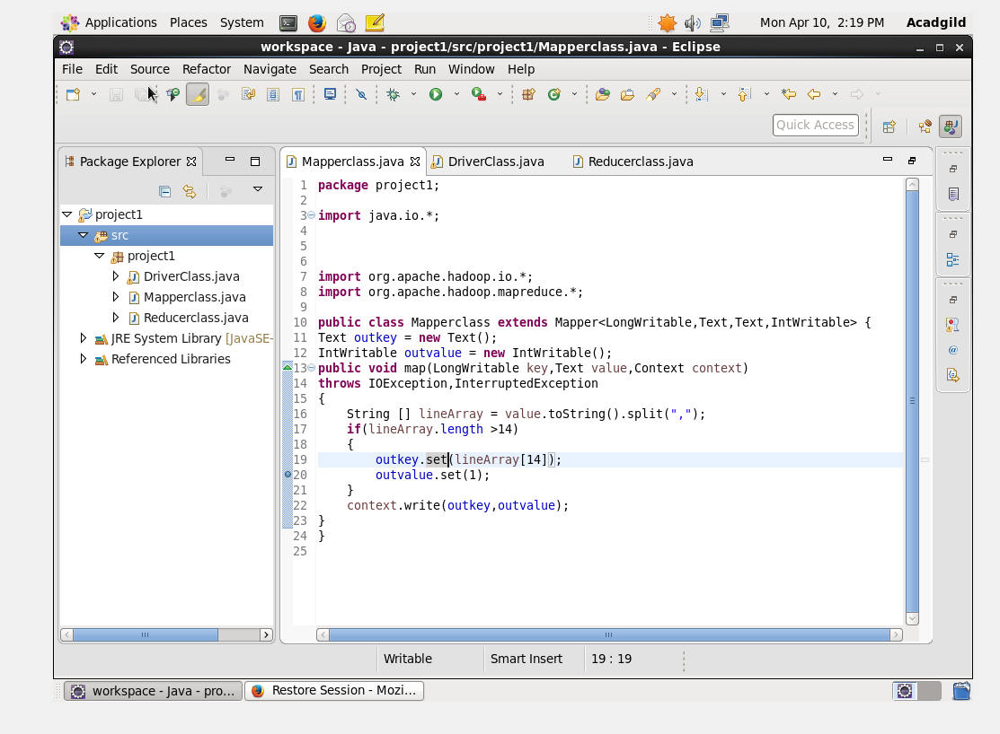 Applications Places System Mon Apr 10, 2:19 PM Acadgild
workspace - Java - project1/src/project1/Mapperclass.java - Eclipse
File Edit Source Refactor Navigate Search Project Run Window Help
Quick Access
Package Explorer
project1
src
project1
DriverClass.java
Mapperclass.java
Reducerclass.java
JRE System Library [JavaSE-
Referenced Libraries
Mapperclass.java DriverClass.java Reducerclass.java
1 package project1;
2
3 import java.io.*;
4
5
6
7 import org.apache.hadoop.io.*;
8 import org.apache.hadoop.mapreduce.*;
9
10 public class Mapperclass extends Mapper<LongWritable,Text,Text,IntWritable> {
11 Text outkey = new Text();
12 IntWritable outvalue = new IntWritable();
13 public void map(LongWritable key,Text value,Context context)
14 throws IOException,InterruptedException
15 {
16     String [] lineArray = value.toString().split(",");
17     if(lineArray.length >14)
18     {
19         outkey.set(lineArray[14]);
20         outvalue.set(1);
21     }
22     context.write(outkey,outvalue);
23 }
24 }
25
Writable Smart Insert 19 : 19
workspace - Java - pro... Restore Session - Mozi...